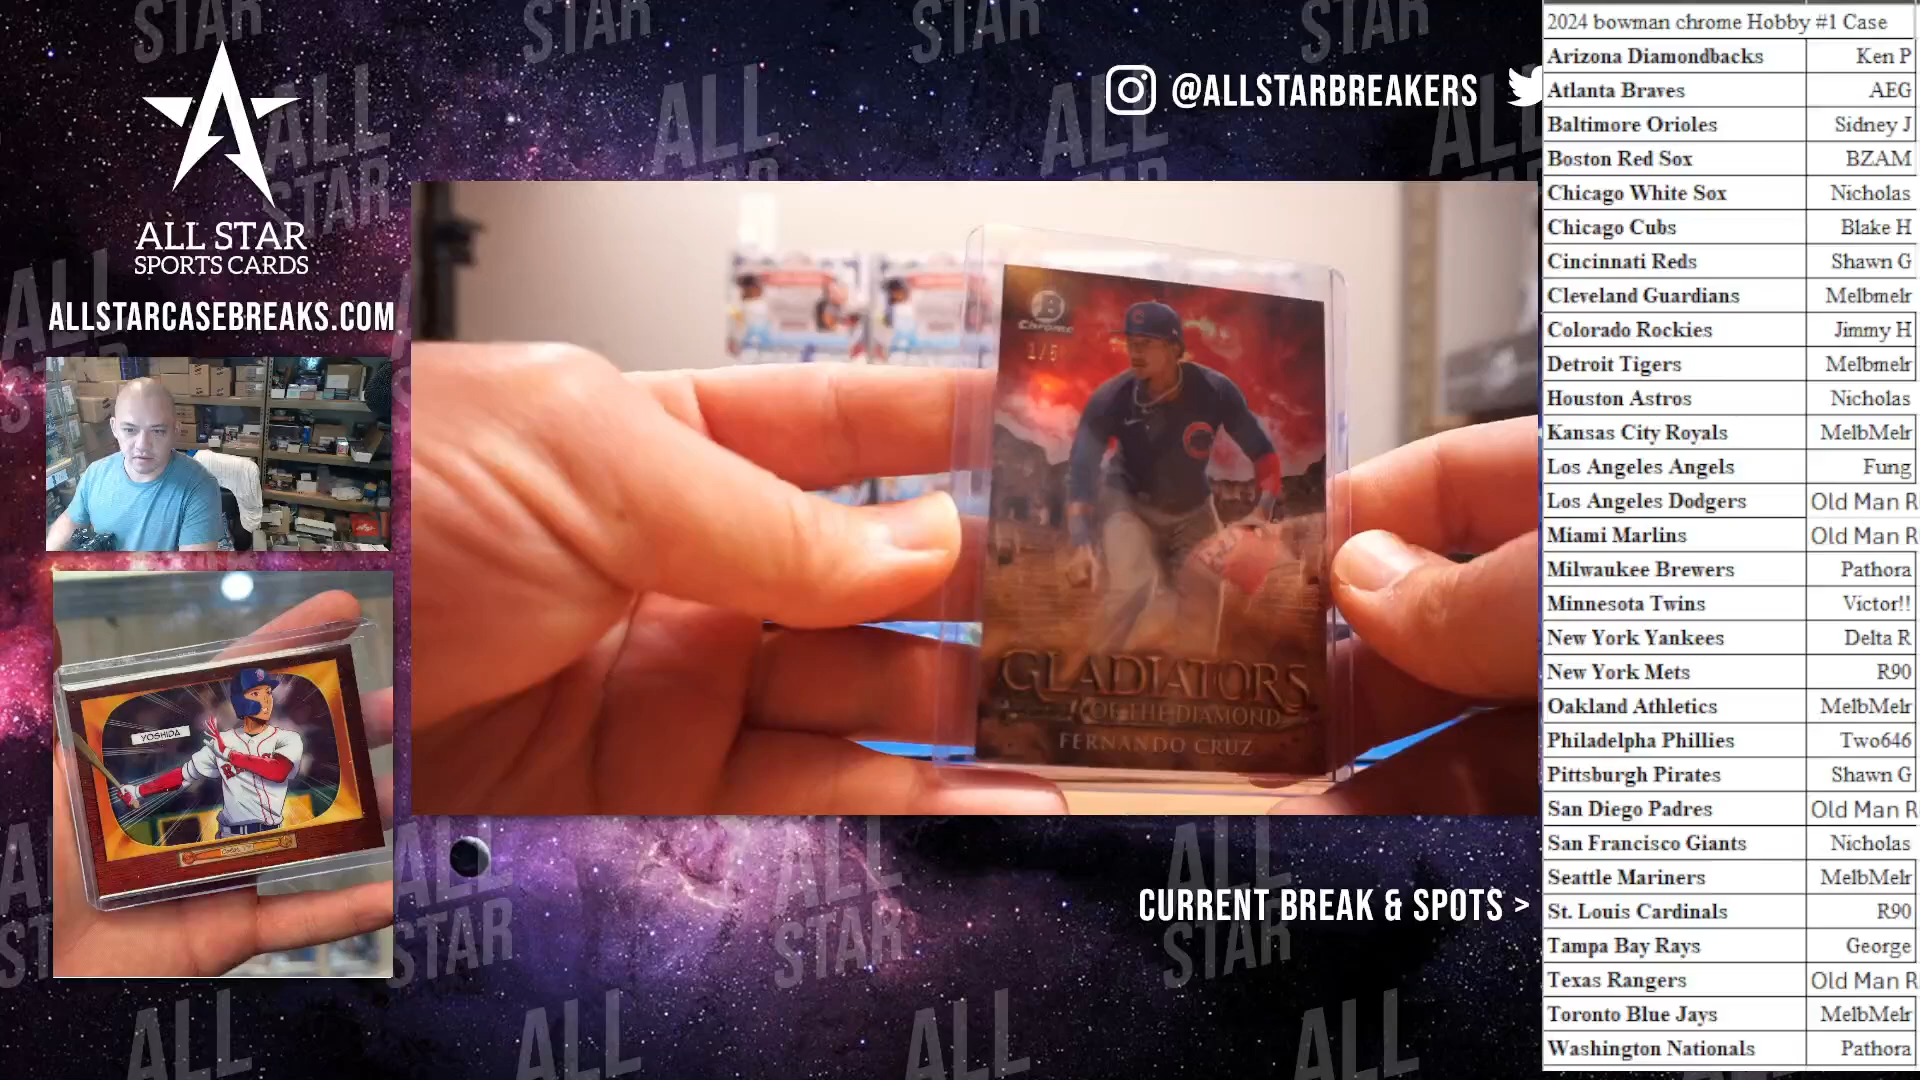 ALL STAR
SPORTS CARDS
ALLSTARCASEBREAKS.COM
@ALLSTARBREAKERS
YOSHIDA
B
Chrome
1/5
GLADIATORS
OF THE DIAMOND
FERNANDO CRUZ
CURRENT BREAK & SPOTS >
2024 bowman chrome Hobby #1 Case
Arizona Diamondbacks Ken P
Atlanta Braves AEG
Baltimore Orioles Sidney J
Boston Red Sox BZAM
Chicago White Sox Nicholas
Chicago Cubs Blake H
Cincinnati Reds Shawn G
Cleveland Guardians Melbmelr
Colorado Rockies Jimmy H
Detroit Tigers Melbmelr
Houston Astros Nicholas
Kansas City Royals MelbMelr
Los Angeles Angels Fung
Los Angeles Dodgers Old Man R
Miami Marlins Old Man R
Milwaukee Brewers Pathora
Minnesota Twins Victor!!
New York Yankees Delta R
New York Mets R90
Oakland Athletics MelbMelr
Philadelpha Phillies Two646
Pittsburgh Pirates Shawn G
San Diego Padres Old Man R
San Francisco Giants Nicholas
Seattle Mariners MelbMelr
St. Louis Cardinals R90
Tampa Bay Rays George
Texas Rangers Old Man R
Toronto Blue Jays MelbMelr
Washington Nationals Pathora